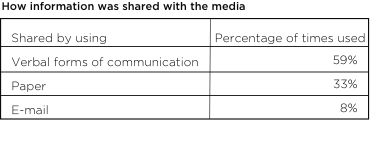 How information was shared with the media
Shared by using Percentage of times used
Verbal forms of communication 59%
Paper 33%
E-mail 8%